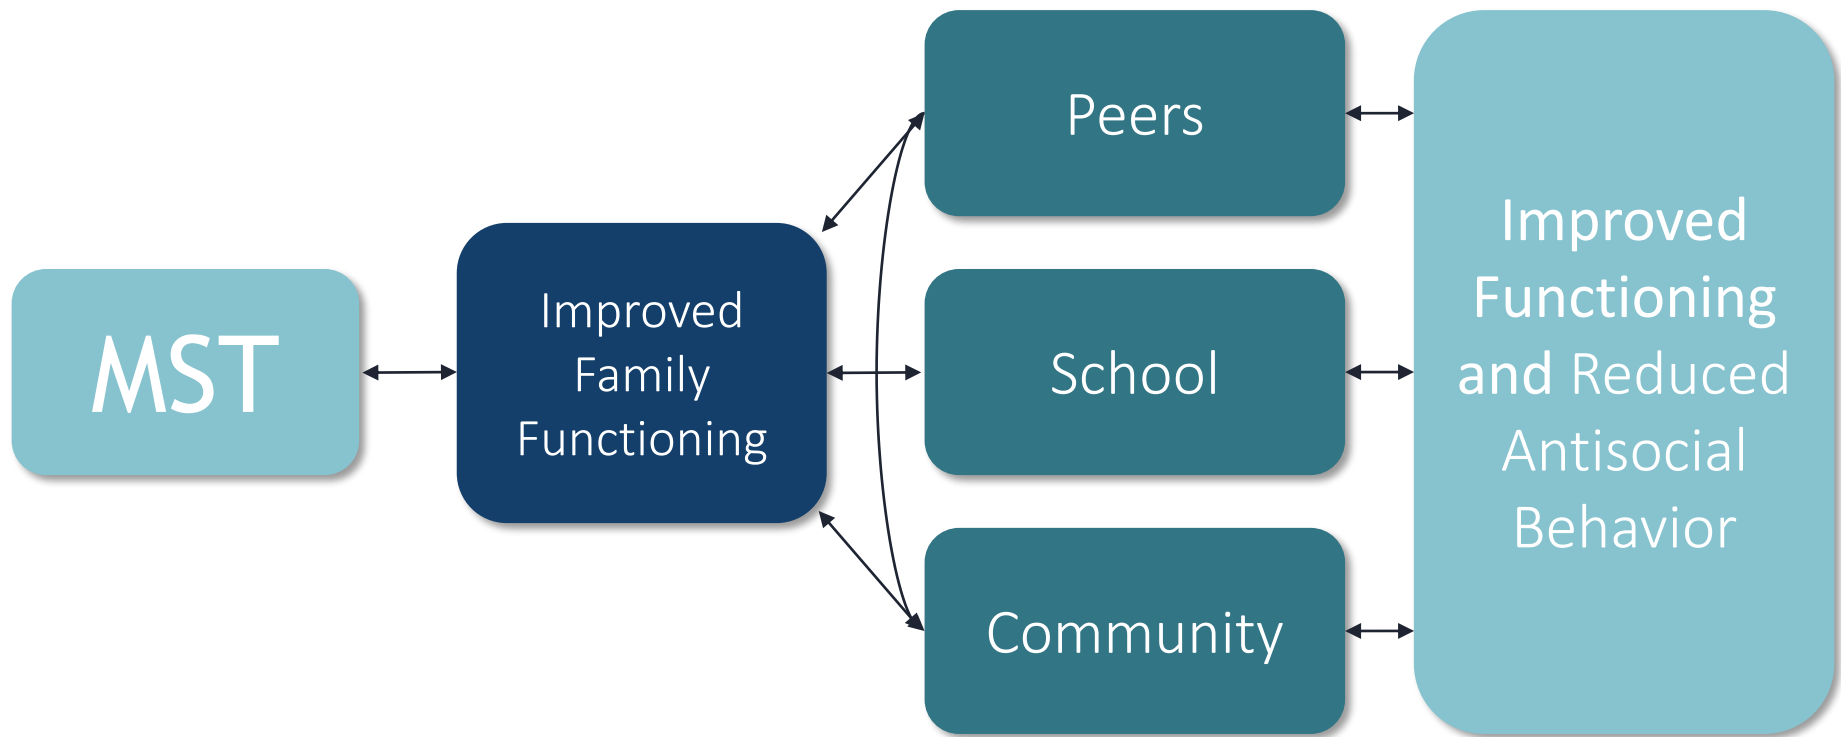 MST
Improved
Family
Functioning
Peers
School
Community
Improved
Functioning
and Reduced
Antisocial
Behavior